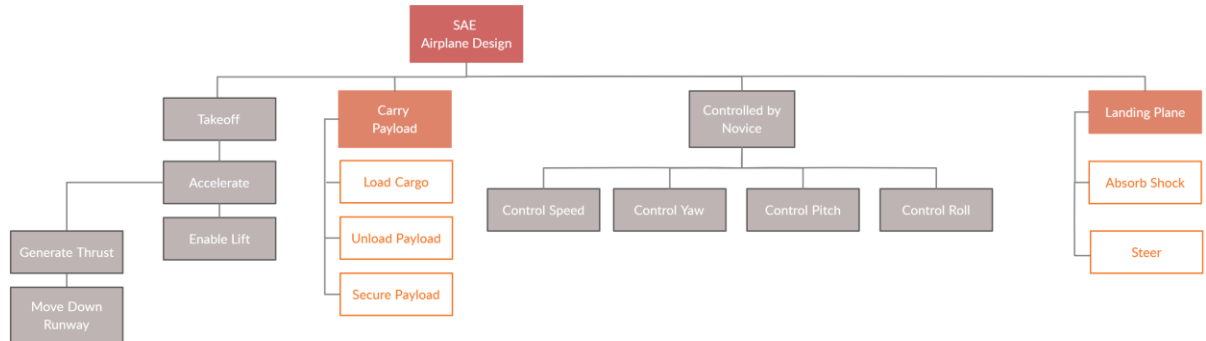 SAE
Airplane Design
Takeoff
Carry
Payload
Controlled by
Novice
Landing Plane
Accelerate
Load Cargo
Control Speed
Control Yaw
Control Pitch
Control Roll
Absorb Shock
Generate Thrust
Enable Lift
Unload Payload
Steer
Move Down
Runway
Secure Payload